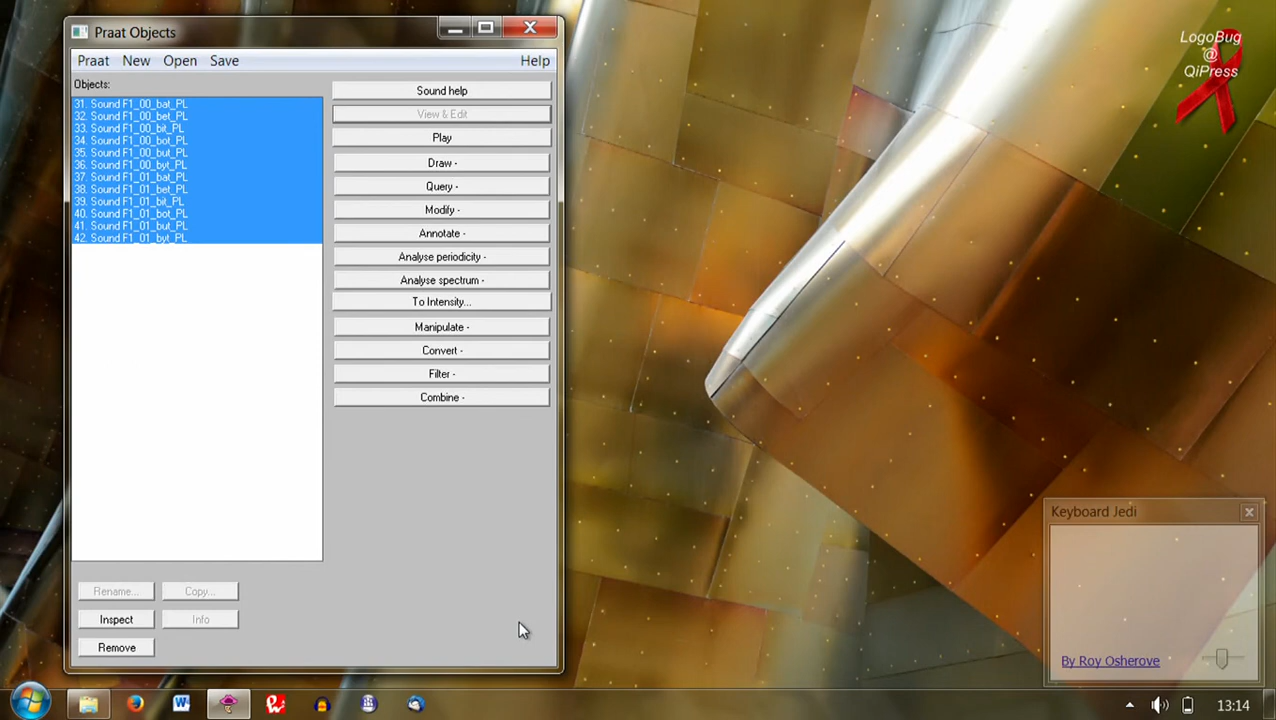 Praat Objects
Praat New Open Save Help
Objects:
31. Sound F1_00_bat_PL
32. Sound F1_00_bet_PL
33. Sound F1_00_bit_PL
34. Sound F1_00_bot_PL
35. Sound F1_00_but_PL
36. Sound F1_00_byt_PL
37. Sound F1_01_bat_PL
38. Sound F1_01_bet_PL
39. Sound F1_01_bit_PL
40. Sound F1_01_bot_PL
41. Sound F1_01_but_PL
42. Sound F1_01_byt_PL
Sound help
View & Edit
Play
Draw -
Query -
Modify -
Annotate -
Analyse periodicity -
Analyse spectrum -
To Intensity...
Manipulate -
Convert -
Filter -
Combine -
Rename... Copy...
Inspect Info
Remove
LogoBug
@
QiPress
Keyboard Jedi
By Roy Osherove
13:14